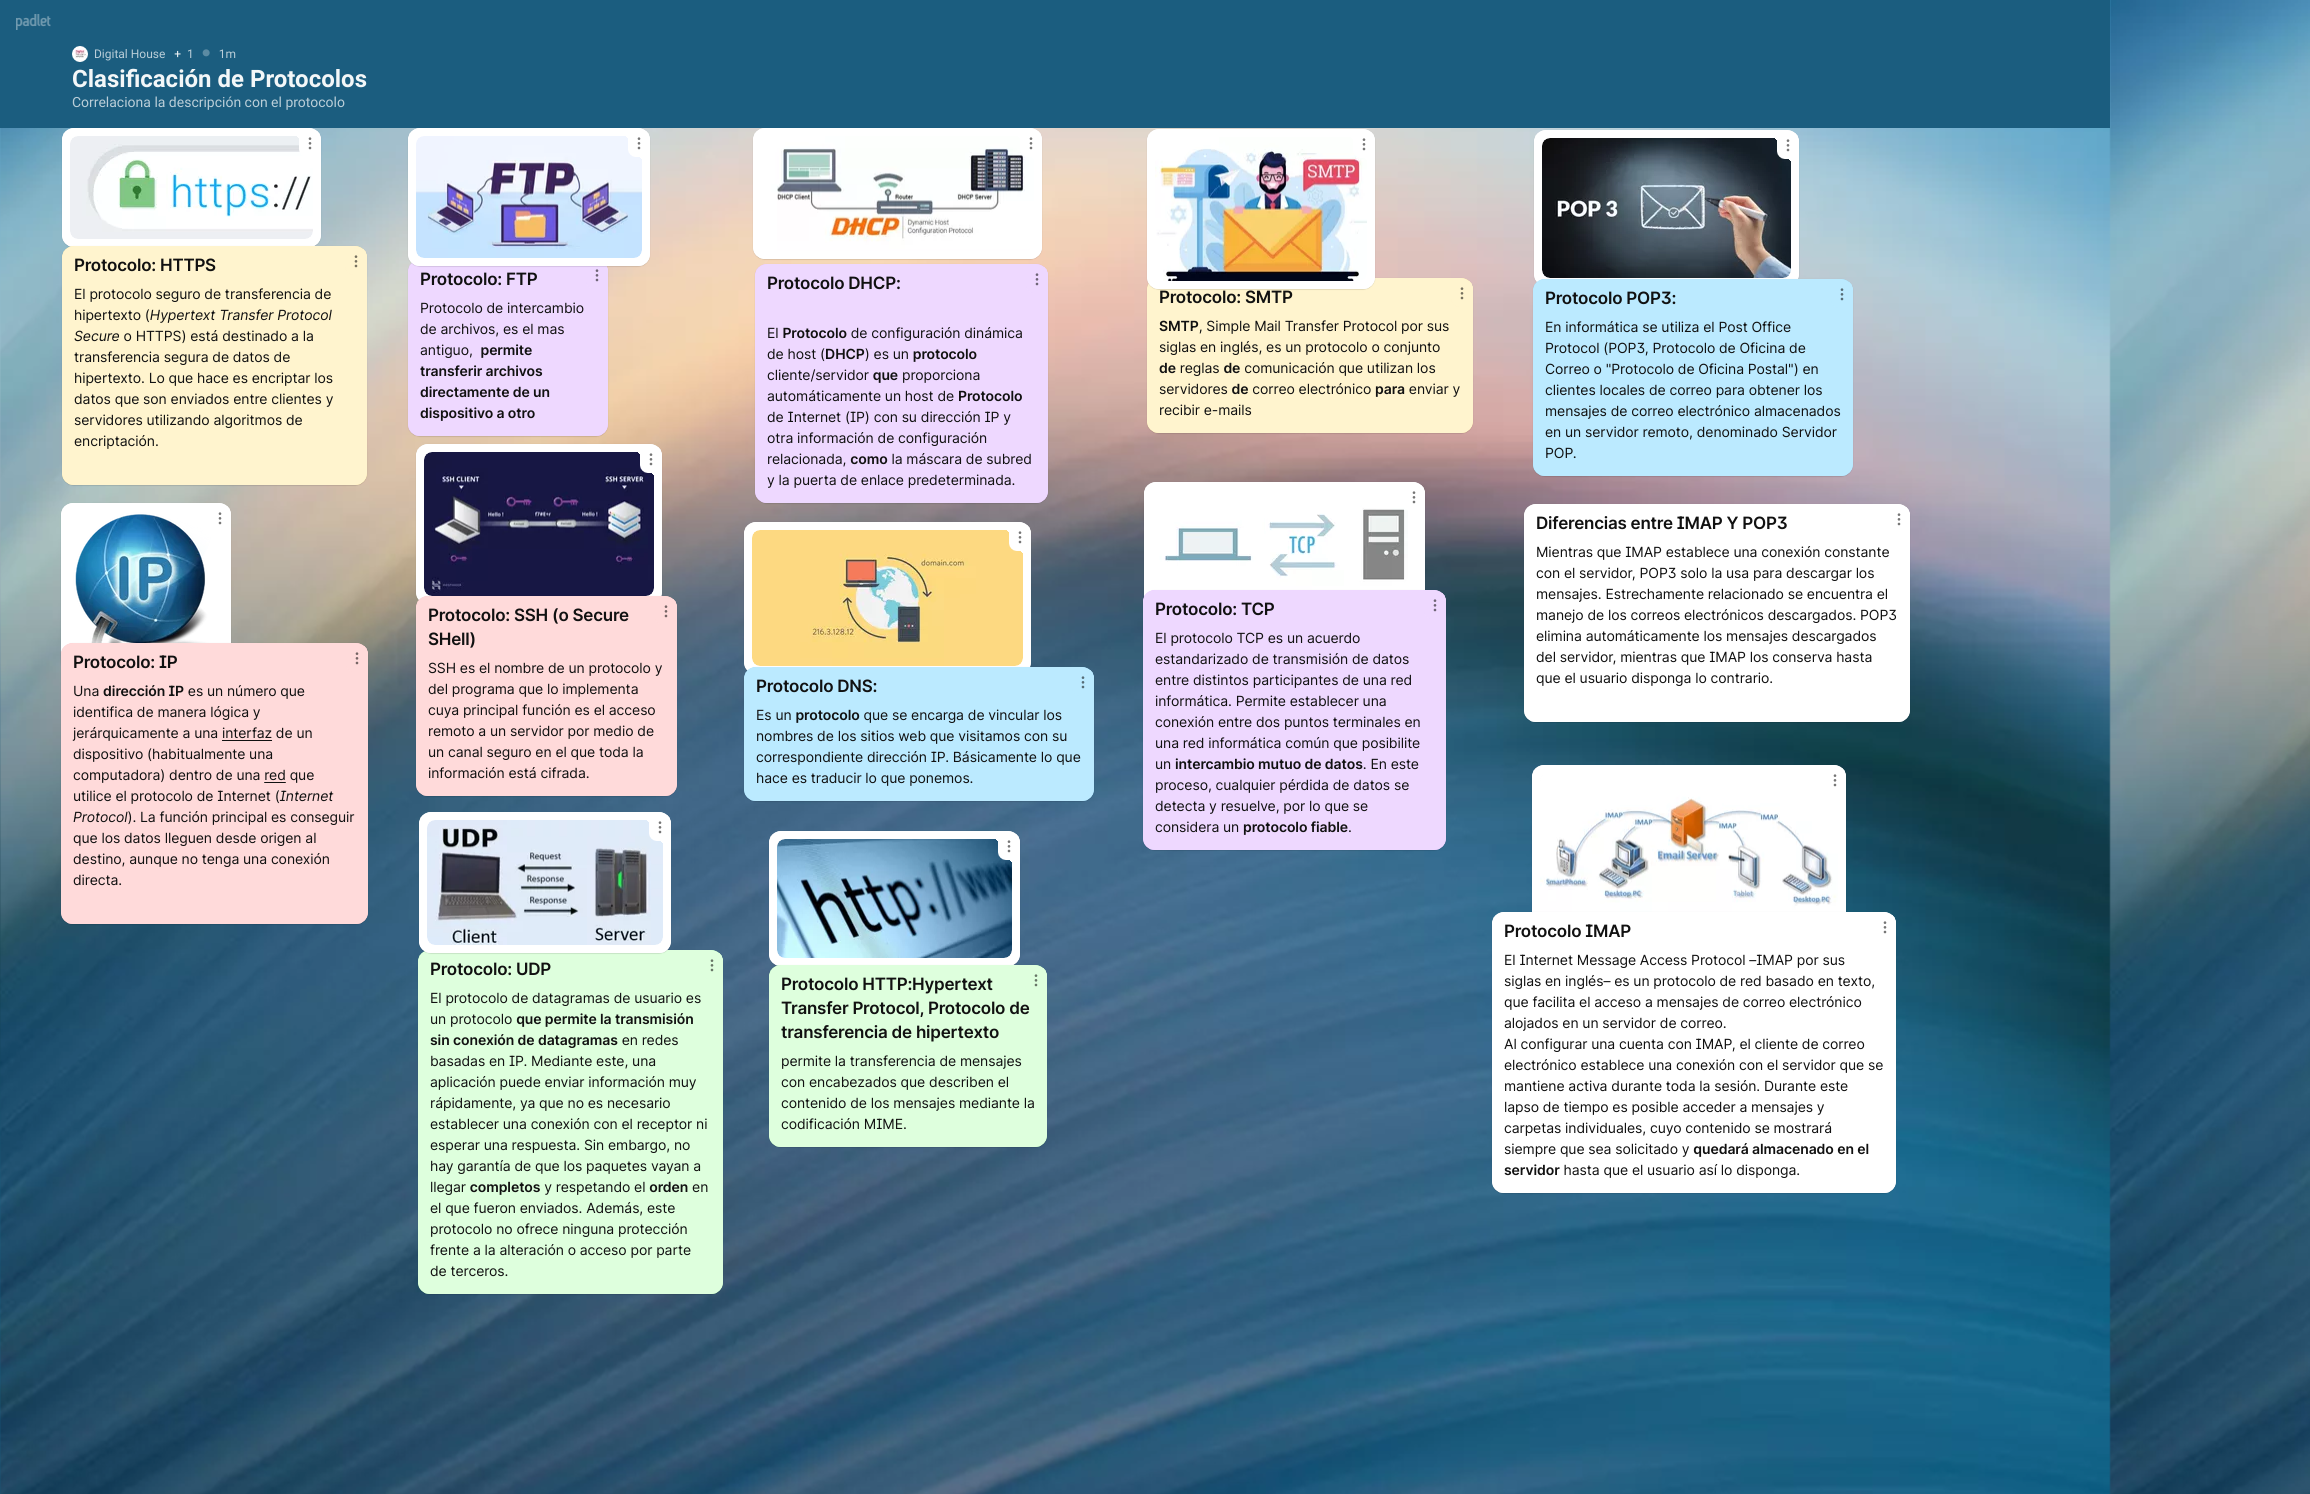 padlet
Digital House + 1 1m
Clasificación de Protocolos
Correlaciona la descripción con el protocolo
https://
Protocolo: HTTPS
El protocolo seguro de transferencia de
hipertexto (Hypertext Transfer Protocol
Secure o HTTPS) está destinado a la
transferencia segura de datos de
hipertexto. Lo que hace es encriptar los
datos que son enviados entre clientes y
servidores utilizando algoritmos de
encriptación.
IP
Protocolo: IP
Una dirección IP es un número que
identifica de manera lógica y
jerárquicamente a una interfaz de un
dispositivo (habitualmente una
computadora) dentro de una red que
utilice el protocolo de Internet (Internet
Protocol). La función principal es conseguir
que los datos lleguen desde origen al
destino, aunque no tenga una conexión
directa.
FTP
Protocolo: FTP
Protocolo de intercambio
de archivos, es el mas
antiguo, permite
transferir archivos
directamente de un
dispositivo a otro
SSH CLIENT
SSH SERVER
Hello !
Hello !
Protocolo: SSH (o Secure
SHell)
SSH es el nombre de un protocolo y
del programa que lo implementa
cuya principal función es el acceso
remoto a un servidor por medio de
un canal seguro en el que toda la
información está cifrada.
UDP
Request
Response
Response
Client
Server
Protocolo: UDP
El protocolo de datagramas de usuario es
un protocolo que permite la transmisión
sin conexión de datagramas en redes
basadas en IP. Mediante este, una
aplicación puede enviar información muy
rápidamente, ya que no es necesario
establecer una conexión con el receptor ni
esperar una respuesta. Sin embargo, no
hay garantía de que los paquetes vayan a
llegar completos y respetando el orden en
el que fueron enviados. Además, este
protocolo no ofrece ninguna protección
frente a la alteración o acceso por parte
de terceros.
DHCP Client
Router
DHCP Server
DHCP
Dynamic Host
Configuration Protocol
Protocolo DHCP:
El Protocolo de configuración dinámica
de host (DHCP) es un protocolo
cliente/servidor que proporciona
automáticamente un host de Protocolo
de Internet (IP) con su dirección IP y
otra información de configuración
relacionada, como la máscara de subred
y la puerta de enlace predeterminada.
domain.com
216.3.128.12
Protocolo DNS:
Es un protocolo que se encarga de vincular los
nombres de los sitios web que visitamos con su
correspondiente dirección IP. Básicamente lo que
hace es traducir lo que ponemos.
http://www
Protocolo HTTP:Hypertext
Transfer Protocol, Protocolo de
transferencia de hipertexto
permite la transferencia de mensajes
con encabezados que describen el
contenido de los mensajes mediante la
codificación MIME.
SMTP
Protocolo: SMTP
SMTP, Simple Mail Transfer Protocol por sus
siglas en inglés, es un protocolo o conjunto
de reglas de comunicación que utilizan los
servidores de correo electrónico para enviar y
recibir e-mails
TCP
Protocolo: TCP
El protocolo TCP es un acuerdo
estandarizado de transmisión de datos
entre distintos participantes de una red
informática. Permite establecer una
conexión entre dos puntos terminales en
una red informática común que posibilite
un intercambio mutuo de datos. En este
proceso, cualquier pérdida de datos se
detecta y resuelve, por lo que se
considera un protocolo fiable.
POP 3
Protocolo POP3:
En informática se utiliza el Post Office
Protocol (POP3, Protocolo de Oficina de
Correo o "Protocolo de Oficina Postal") en
clientes locales de correo para obtener los
mensajes de correo electrónico almacenados
en un servidor remoto, denominado Servidor
POP.
Diferencias entre IMAP Y POP3
Mientras que IMAP establece una conexión constante
con el servidor, POP3 solo la usa para descargar los
mensajes. Estrechamente relacionado se encuentra el
manejo de los correos electrónicos descargados. POP3
elimina automáticamente los mensajes descargados
del servidor, mientras que IMAP los conserva hasta
que el usuario disponga lo contrario.
IMAP
IMAP
IMAP
IMAP
Email Server
SmartPhone
Desktop PC
Tablet
Desktop PC
Protocolo IMAP
El Internet Message Access Protocol –IMAP por sus
siglas en inglés– es un protocolo de red basado en texto,
que facilita el acceso a mensajes de correo electrónico
alojados en un servidor de correo.
Al configurar una cuenta con IMAP, el cliente de correo
electrónico establece una conexión con el servidor que se
mantiene activa durante toda la sesión. Durante este
lapso de tiempo es posible acceder a mensajes y
carpetas individuales, cuyo contenido se mostrará
siempre que sea solicitado y quedará almacenado en el
servidor hasta que el usuario así lo disponga.